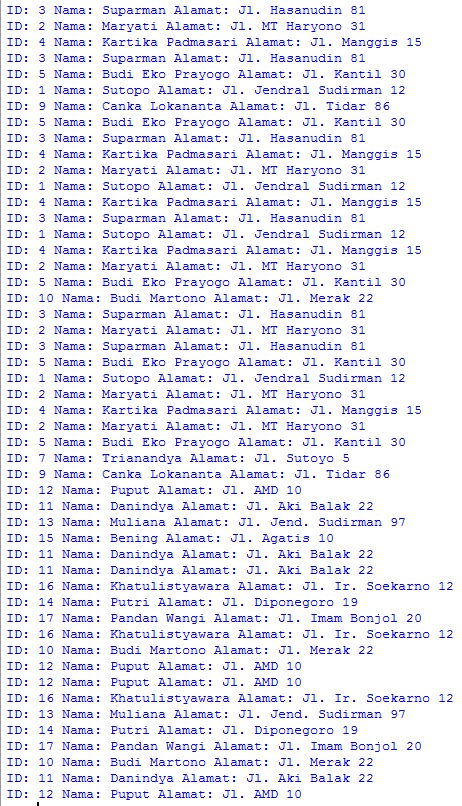 ID: 3 Nama: Suparman Alamat: Jl. Hasanudin 81
ID: 2 Nama: Maryati Alamat: Jl. MT Haryono 31
ID: 4 Nama: Kartika Padmasari Alamat: Jl. Manggis 15
ID: 3 Nama: Suparman Alamat: Jl. Hasanudin 81
ID: 5 Nama: Budi Eko Prayogo Alamat: Jl. Kantil 30
ID: 1 Nama: Sutopo Alamat: Jl. Jendral Sudirman 12
ID: 9 Nama: Canka Lokananta Alamat: Jl. Tidar 86
ID: 5 Nama: Budi Eko Prayogo Alamat: Jl. Kantil 30
ID: 3 Nama: Suparman Alamat: Jl. Hasanudin 81
ID: 4 Nama: Kartika Padmasari Alamat: Jl. Manggis 15
ID: 2 Nama: Maryati Alamat: Jl. MT Haryono 31
ID: 1 Nama: Sutopo Alamat: Jl. Jendral Sudirman 12
ID: 4 Nama: Kartika Padmasari Alamat: Jl. Manggis 15
ID: 3 Nama: Suparman Alamat: Jl. Hasanudin 81
ID: 1 Nama: Sutopo Alamat: Jl. Jendral Sudirman 12
ID: 4 Nama: Kartika Padmasari Alamat: Jl. Manggis 15
ID: 2 Nama: Maryati Alamat: Jl. MT Haryono 31
ID: 5 Nama: Budi Eko Prayogo Alamat: Jl. Kantil 30
ID: 10 Nama: Budi Martono Alamat: Jl. Merak 22
ID: 3 Nama: Suparman Alamat: Jl. Hasanudin 81
ID: 2 Nama: Maryati Alamat: Jl. MT Haryono 31
ID: 3 Nama: Suparman Alamat: Jl. Hasanudin 81
ID: 5 Nama: Budi Eko Prayogo Alamat: Jl. Kantil 30
ID: 1 Nama: Sutopo Alamat: Jl. Jendral Sudirman 12
ID: 2 Nama: Maryati Alamat: Jl. MT Haryono 31
ID: 4 Nama: Kartika Padmasari Alamat: Jl. Manggis 15
ID: 2 Nama: Maryati Alamat: Jl. MT Haryono 31
ID: 5 Nama: Budi Eko Prayogo Alamat: Jl. Kantil 30
ID: 7 Nama: Trianandya Alamat: Jl. Sutoyo 5
ID: 9 Nama: Canka Lokananta Alamat: Jl. Tidar 86
ID: 12 Nama: Puput Alamat: Jl. AMD 10
ID: 11 Nama: Danindya Alamat: Jl. Aki Balak 22
ID: 13 Nama: Muliana Alamat: Jl. Jend. Sudirman 97
ID: 15 Nama: Bening Alamat: Jl. Agatis 10
ID: 11 Nama: Danindya Alamat: Jl. Aki Balak 22
ID: 11 Nama: Danindya Alamat: Jl. Aki Balak 22
ID: 16 Nama: Khatulistyawara Alamat: Jl. Ir. Soekarno 12
ID: 14 Nama: Putri Alamat: Jl. Diponegoro 19
ID: 17 Nama: Pandan Wangi Alamat: Jl. Imam Bonjol 20
ID: 16 Nama: Khatulistyawara Alamat: Jl. Ir. Soekarno 12
ID: 10 Nama: Budi Martono Alamat: Jl. Merak 22
ID: 12 Nama: Puput Alamat: Jl. AMD 10
ID: 12 Nama: Puput Alamat: Jl. AMD 10
ID: 16 Nama: Khatulistyawara Alamat: Jl. Ir. Soekarno 12
ID: 13 Nama: Muliana Alamat: Jl. Jend. Sudirman 97
ID: 14 Nama: Putri Alamat: Jl. Diponegoro 19
ID: 17 Nama: Pandan Wangi Alamat: Jl. Imam Bonjol 20
ID: 10 Nama: Budi Martono Alamat: Jl. Merak 22
ID: 11 Nama: Danindya Alamat: Jl. Aki Balak 22
ID: 12 Nama: Puput Alamat: Jl. AMD 10